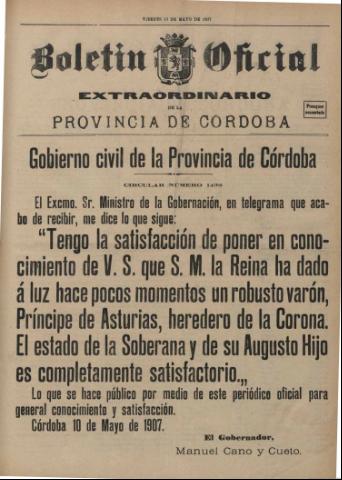 VIERNES 10 DE MAYO DE 1907
Boletin Oficial
EXTRAORDINARIO
DE LA
PROVINCIA DE CORDOBA
Franqueo
concertado
Gobierno civil de la Provincia de Córdoba
CIRCULAR NÚMERO
El Excmo. Sr. Ministro de la Gobernación, en telegrama que aca-
bo de recibir, me dice lo que sigue:
“Tengo la satisfacción de poner en cono-
cimiento de V. S. que S. M. la Reina ha dado
á luz hace pocos momentos un robusto varón,
Príncipe de Asturias, heredero de la Corona.
El estado de la Soberana y de su Augusto Hijo
es completamente satisfactorio.„
Lo que se hace público por medio de este periódico oficial para
general conocimiento y satisfacción.
Córdoba 10 de Mayo de 1907.
El Gobernador,
Manuel Cano y Cueto.